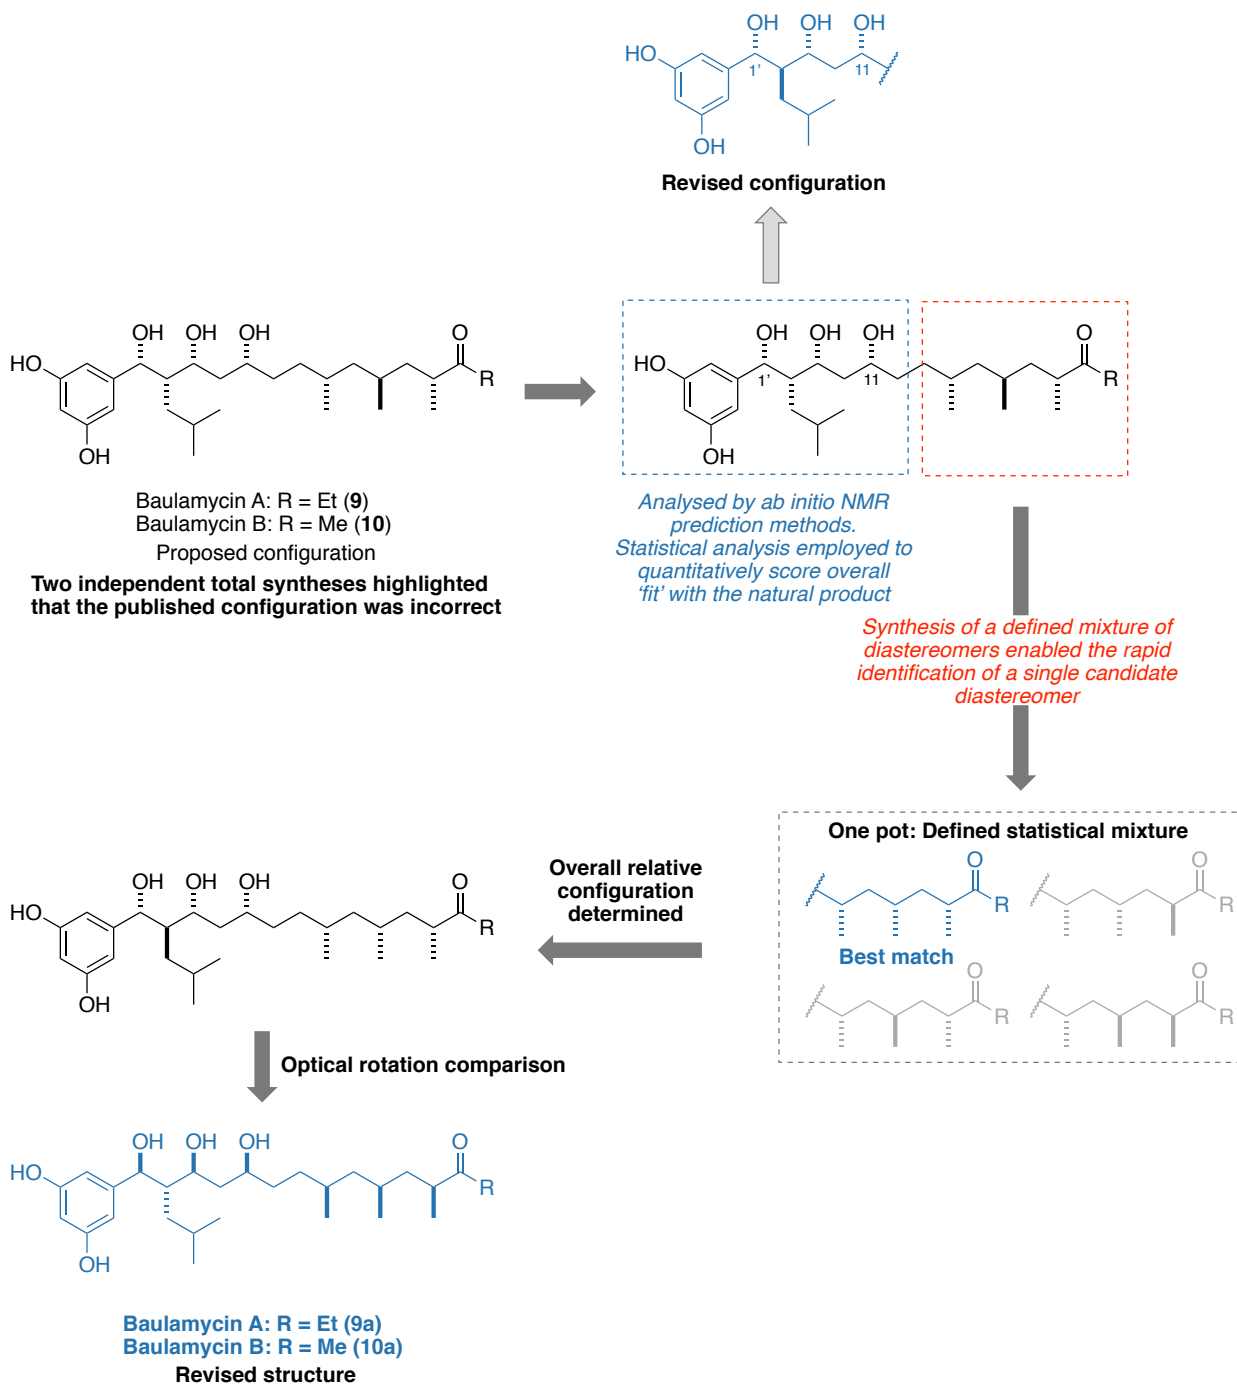 OH OH OH
HO
1' 11
OH
Revised configuration
OH OH OH O
HO R
OH
Baulamycin A: R = Et (9)
Baulamycin B: R = Me (10)
Proposed configuration
Two independent total syntheses highlighted
that the published configuration was incorrect
OH OH OH O
HO 1' 11 R
OH
Analysed by ab initio NMR
prediction methods.
Statistical analysis employed to
quantitatively score overall
'fit' with the natural product
Synthesis of a defined mixture of
diastereomers enabled the rapid
identification of a single candidate
diastereomer
One pot: Defined statistical mixture
O O
R R
Best match
O O
R R
Overall relative
configuration
determined
OH OH OH O
HO R
OH
Optical rotation comparison
OH OH OH O
HO R
OH
Baulamycin A: R = Et (9a)
Baulamycin B: R = Me (10a)
Revised structure